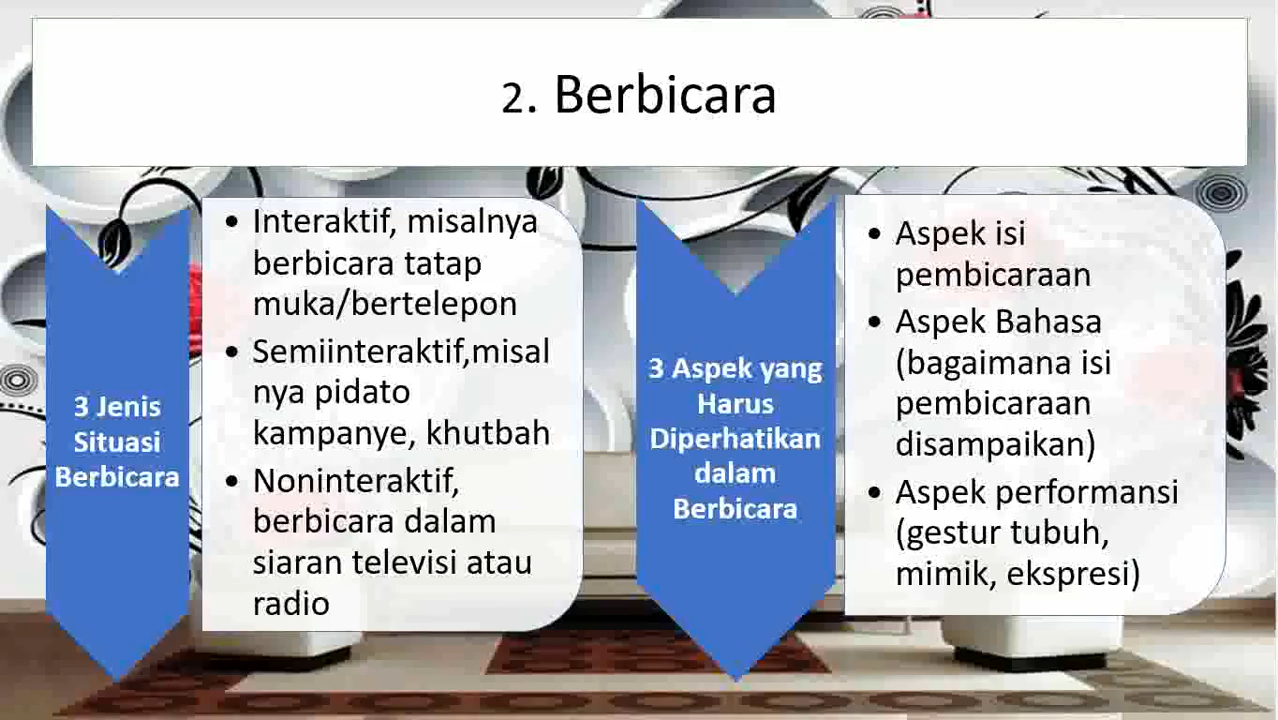 2. Berbicara
3 Jenis
Situasi
Berbicara
• Interaktif, misalnya
berbicara tatap
muka/bertelepon
• Semiinteraktif,misal
nya pidato
kampanye, khutbah
• Noninteraktif,
berbicara dalam
siaran televisi atau
radio
3 Aspek yang
Harus
Diperhatikan
dalam
Berbicara
• Aspek isi
pembicaraan
• Aspek Bahasa
(bagaimana isi
pembicaraan
disampaikan)
• Aspek performansi
(gestur tubuh,
mimik, ekspresi)